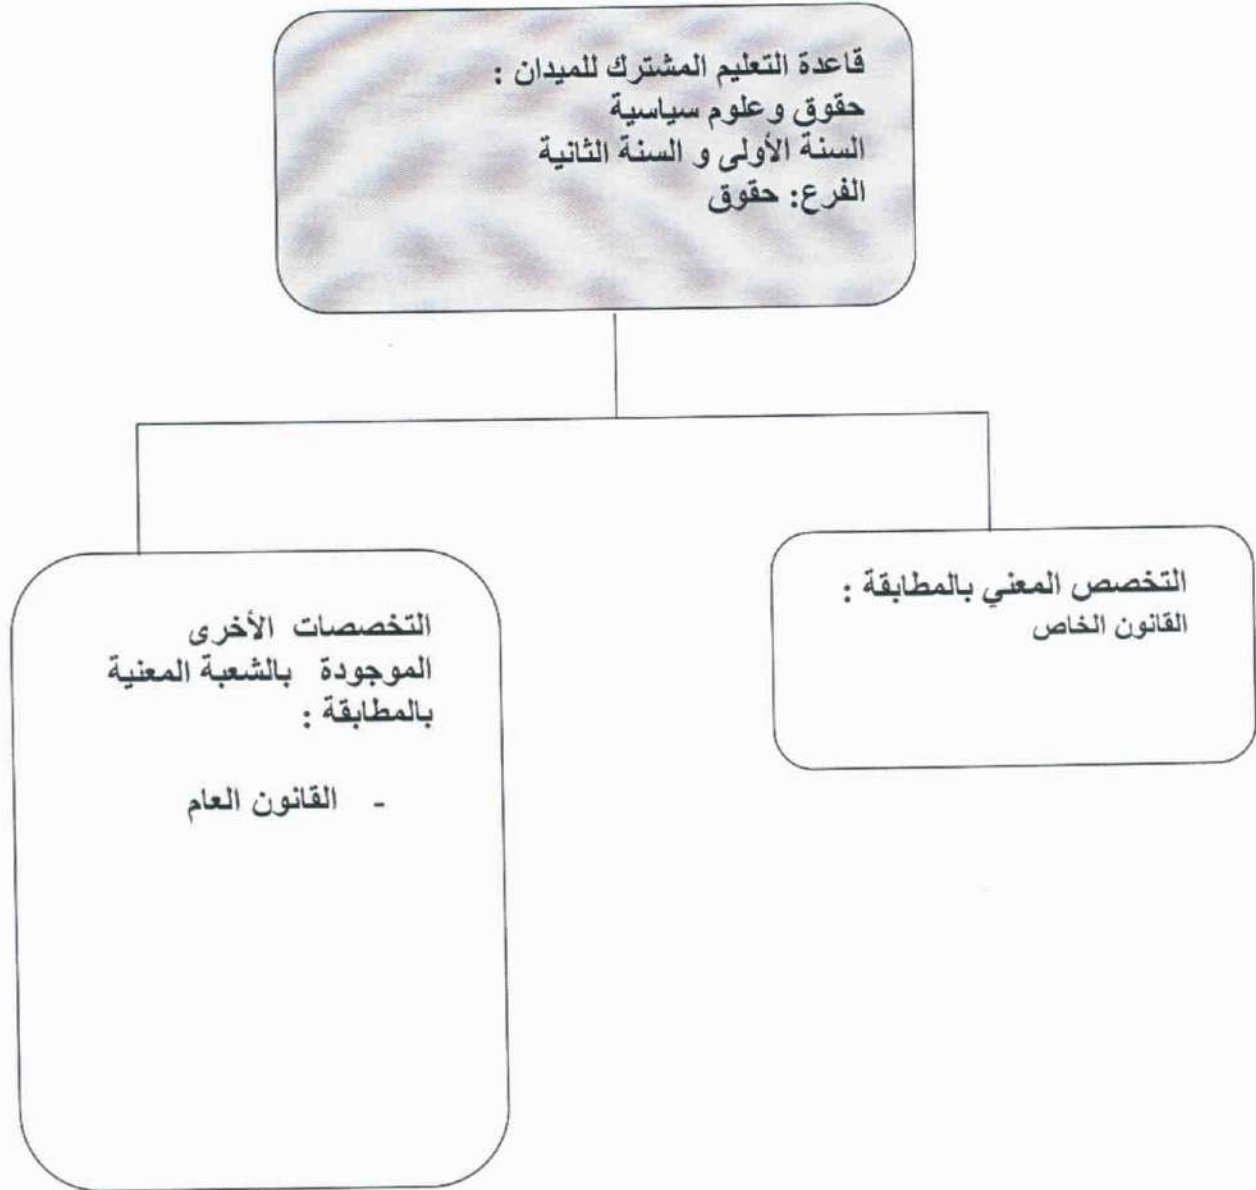 قاعدة التعليم المشترك للميدان :
حقوق و علوم سياسية
السنة الأولى و السنة الثانية
الفرع: حقوق
التخصص المعني بالمطابقة :
القانون الخاص
التخصصات الأخرى
الموجودة بالشعبة المعنية
بالمطابقة :
- القانون العام